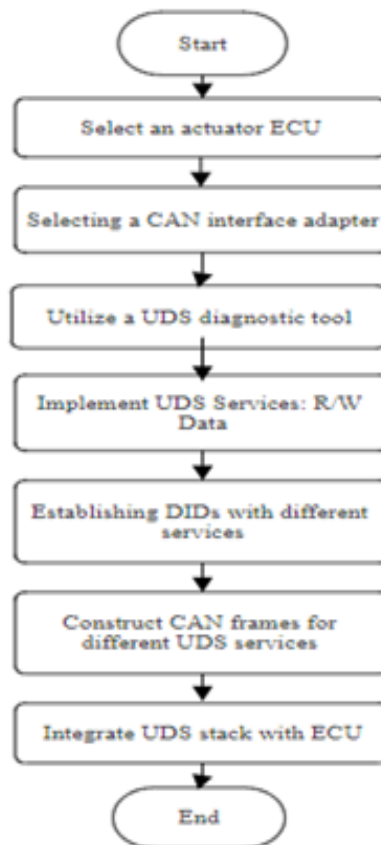 Start
Select an actuator ECU
Selecting a CAN interface adapter
Utilize a UDS diagnostic tool
Implement UDS Services: R/W
Data
Establishing DIDs with different
services
Construct CAN frames for
different UDS services
Integrate UDS stack with ECU
End